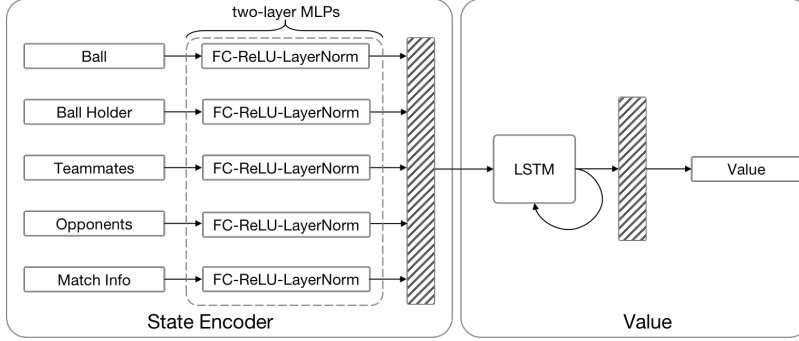 two-layer MLPs
Ball
FC-ReLU-LayerNorm
Ball Holder
FC-ReLU-LayerNorm
Teammates
FC-ReLU-LayerNorm
LSTM
Value
Opponents
FC-ReLU-LayerNorm
Match Info
FC-ReLU-LayerNorm
State Encoder
Value